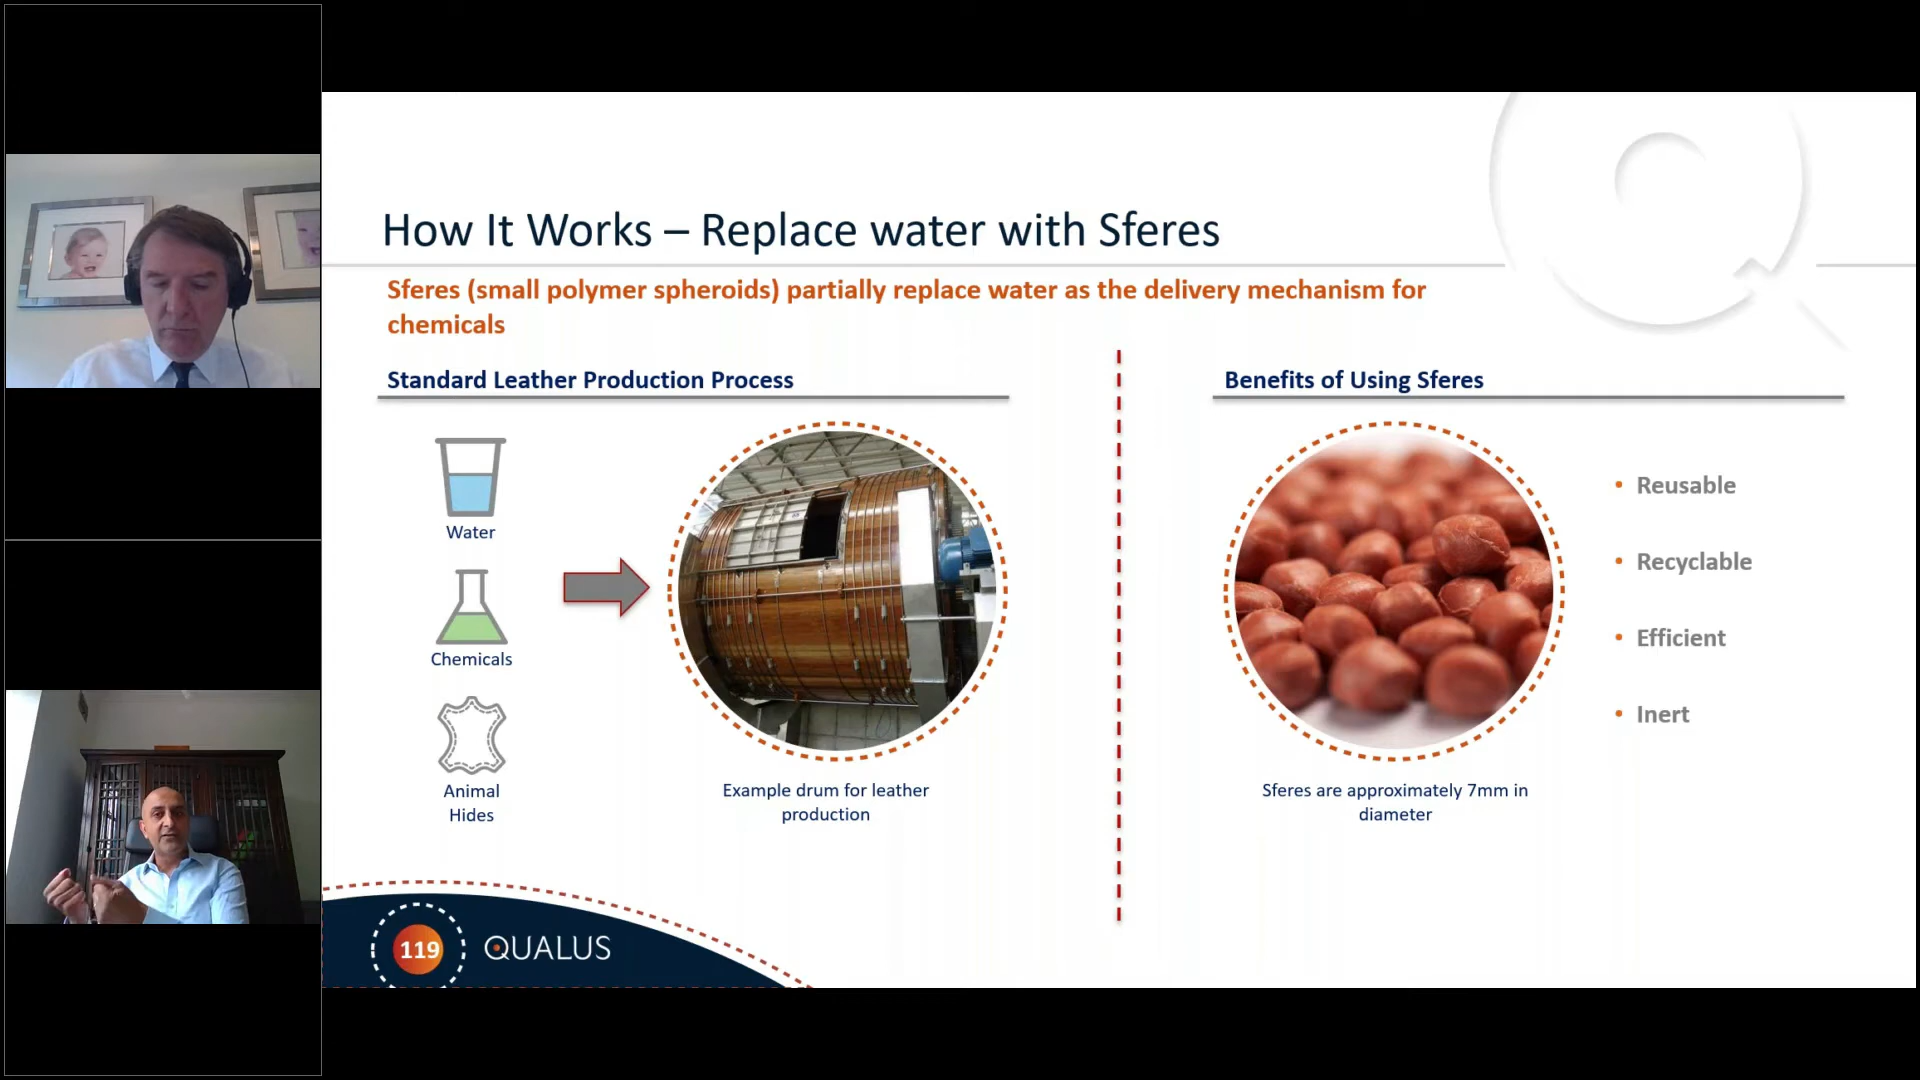 How It Works – Replace water with Sferes
Sferes (small polymer spheroids) partially replace water as the delivery mechanism for
chemicals
Standard Leather Production Process
Water
Chemicals
Animal
Hides
Example drum for leather
production
Benefits of Using Sferes
• Reusable
• Recyclable
• Efficient
• Inert
Sferes are approximately 7mm in
diameter
119
QUALUS